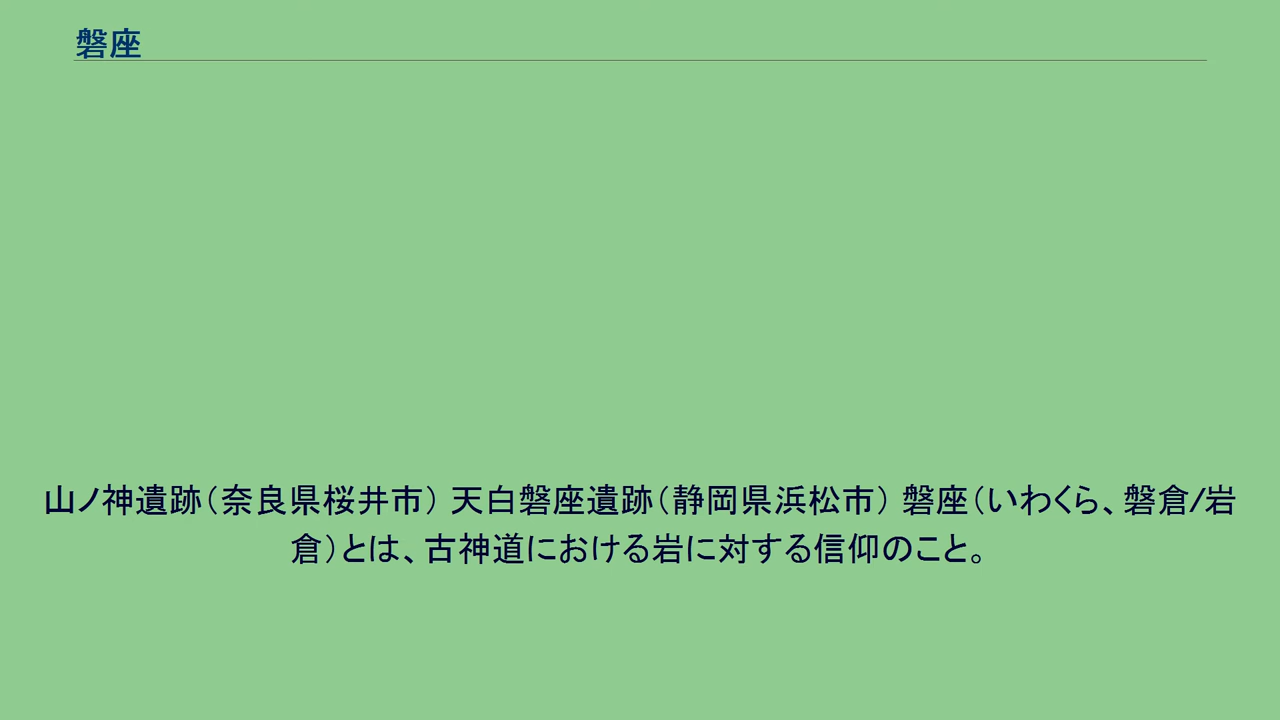 磐座
山ノ神遺跡（奈良県桜井市） 天白磐座遺跡（静岡県浜松市） 磐座（いわくら、磐倉/岩
倉）とは、古神道における岩に対する信仰のこと。